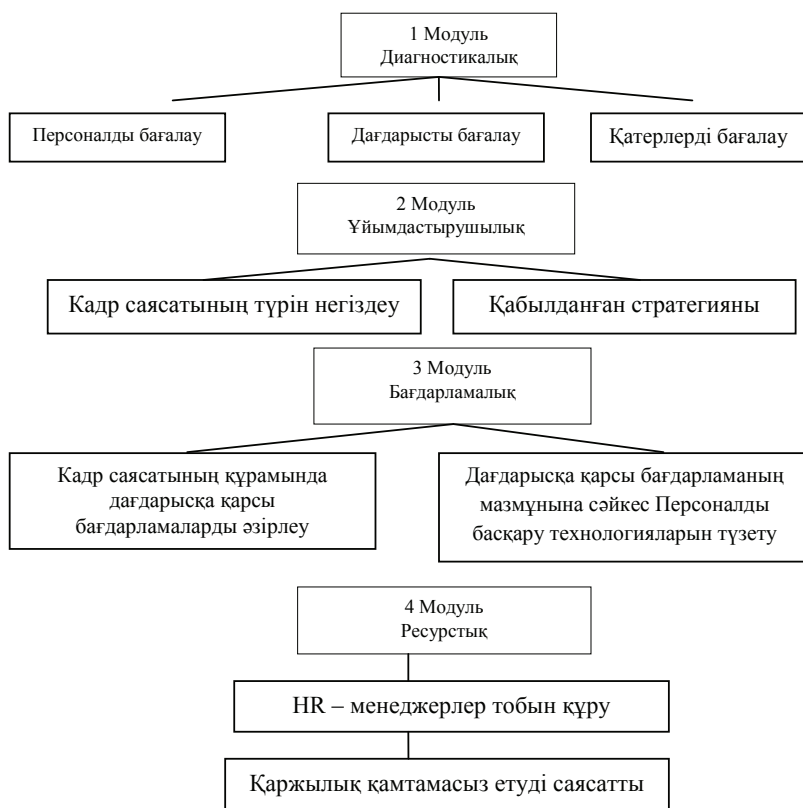 1 Модуль
Диагностикалық
Персоналды бағалау
Дағдарысты бағалау
Қатерлерді бағалау
2 Модуль
Ұйымдастырушылық
Кадр саясатының түрін негіздеу
Қабылданған стратегияны
3 Модуль
Бағдарламалық
Кадр саясатының құрамында
дағдарысқа қарсы
бағдарламаларды әзірлеу
Дағдарысқа қарсы бағдарламаның
мазмұнына сәйкес Персоналды
басқару технологияларын түзету
4 Модуль
Ресурстық
HR – менеджерлер тобын құру
Қаржылық қамтамасыз етуді саясатты